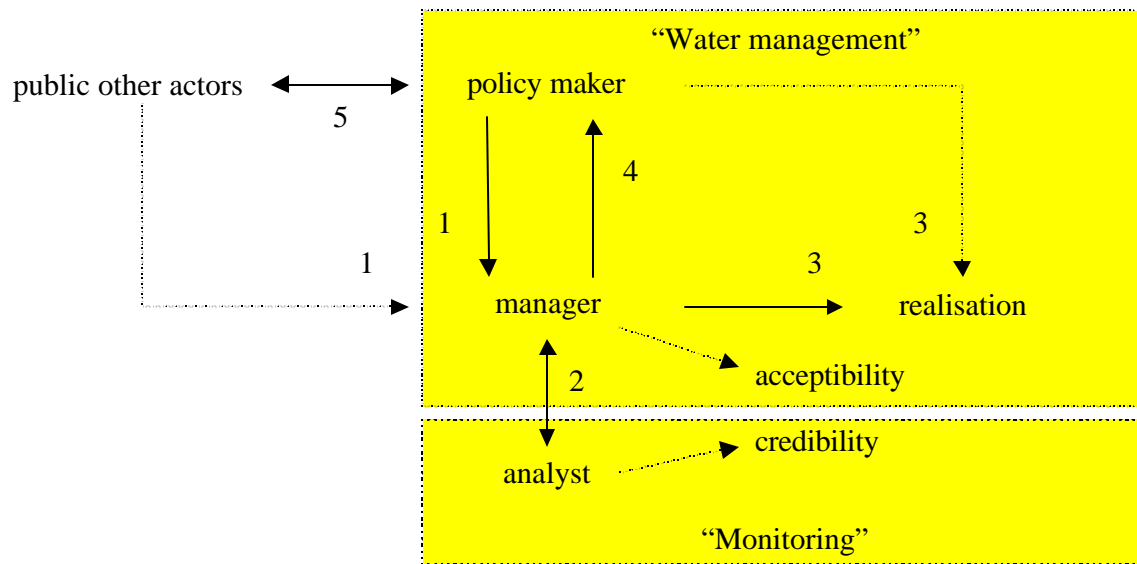 “Water management”
public other actors
policy maker
5
4
1
3
1
3
manager
realisation
2
acceptibility
credibility
analyst
“Monitoring”